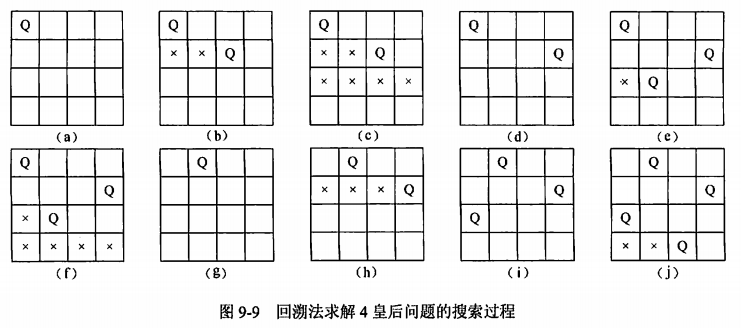 Q Q Q Q Q
× × Q × × Q Q Q
× × × × × Q
(a) (b) (c) (d) (e)
Q Q Q Q Q
Q × × × Q Q Q
× Q Q Q
× × × × × × Q
(f) (g) (h) (i) (j)
图 9-9 回溯法求解 4 皇后问题的搜索过程